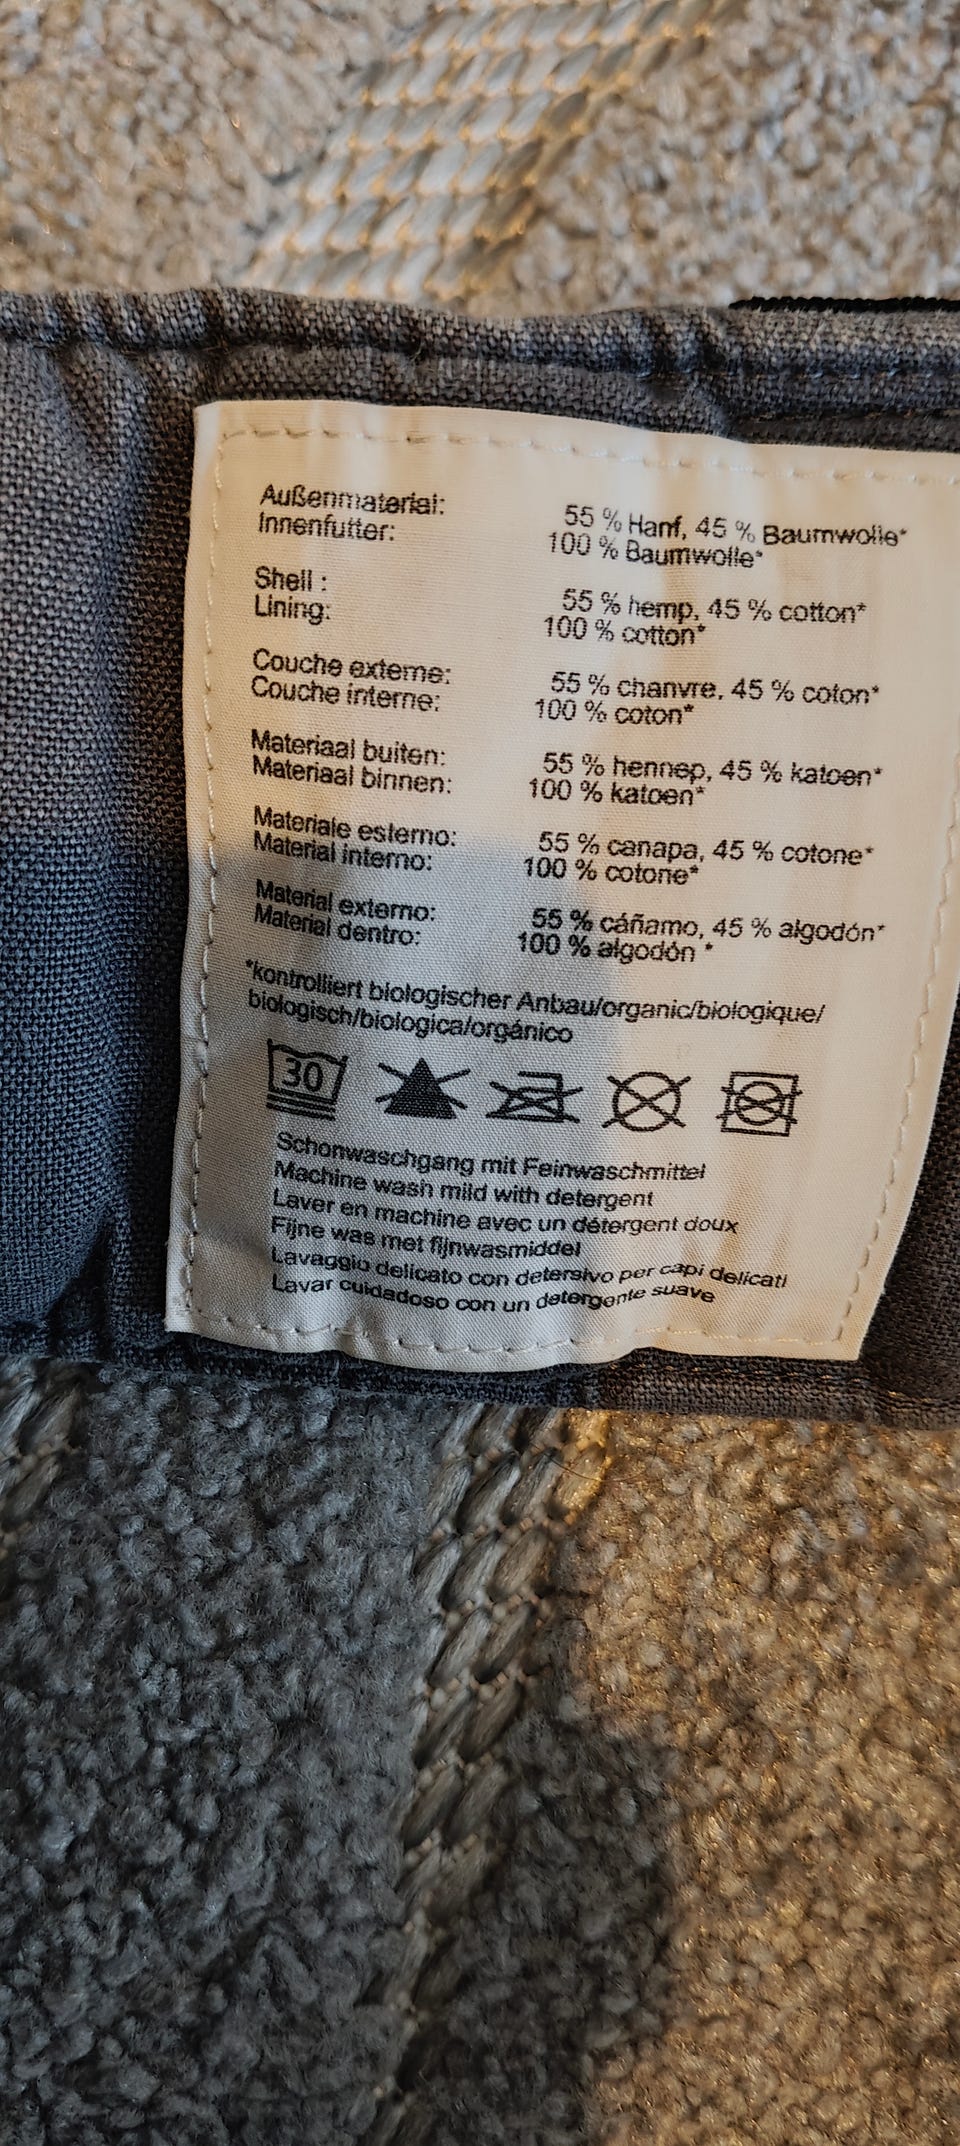 Außenmaterial: 55 % Hanf, 45 % Baumwolle*
Innenfutter: 100 % Baumwolle*
Shell : 55 % hemp, 45 % cotton*
Lining: 100 % cotton*
Couche externe: 55 % chanvre, 45 % coton*
Couche interne: 100 % coton*
Materiaal buiten: 55 % hennep, 45 % katoen*
Materiaal binnen: 100 % katoen*
Materiale esterno: 55 % canapa, 45 % cotone*
Material interno: 100 % cotone*
Material externo: 55 % cáñamo, 45 % algodón*
Material dentro: 100 % algodón *
*kontrolliert biologischer Anbau/organic/biologique/
biologisch/biologica/orgánico
30
Schonwaschgang mit Feinwaschmittel
Machine wash mild with detergent
Laver en machine avec un détergent doux
Fijne was met fijnwasmiddel
Lavaggio delicato con detersivo per capi delicati
Lavar cuidadoso con un detergente suave